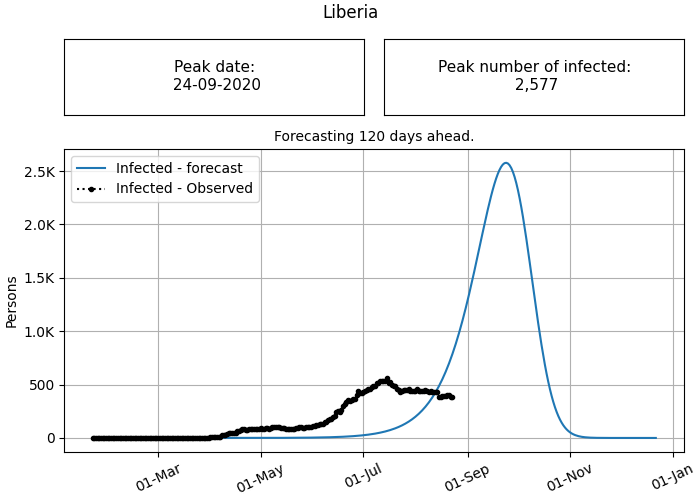 Liberia
Peak date:
24-09-2020
Peak number of infected:
2,577
Forecasting 120 days ahead.
Infected - forecast
Infected - Observed
2.5K
2.0K
1.5K
1.0K
500
0
Persons
01-Mar
01-May
01-Jul
01-Sep
01-Nov
01-Jan